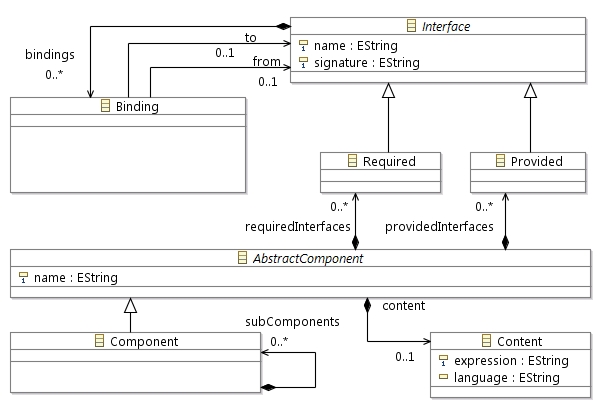 Interface
name : EString
signature : EString
to
0..1
from
0..1
bindings
0..*
Binding
Required
Provided
0..*
0..*
requiredInterfaces
providedInterfaces
AbstractComponent
name : EString
content
0..1
subComponents
0..*
Component
Content
expression : EString
language : EString